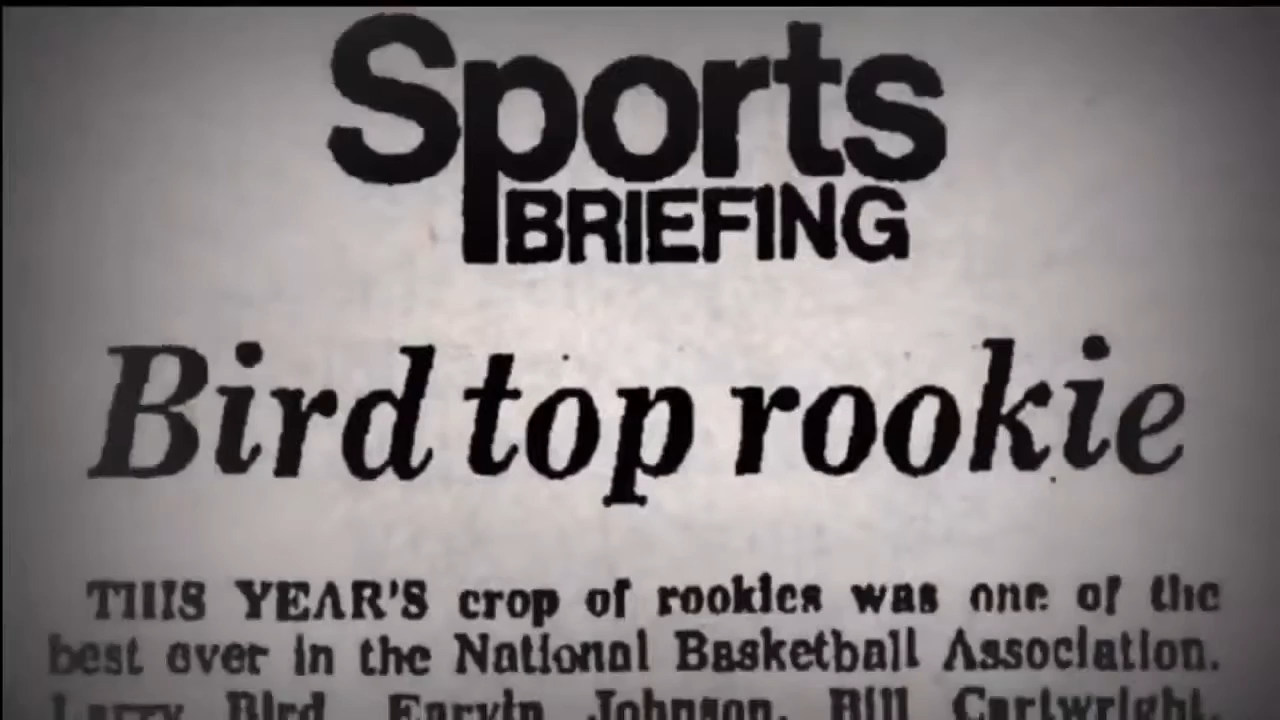 Sports
BRIEFING
Bird top rookie
THIS YEAR'S crop of rookies was one of the
best ever in the National Basketball Association.
Larry Bird, Earvin Johnson, Bill Cartwright,